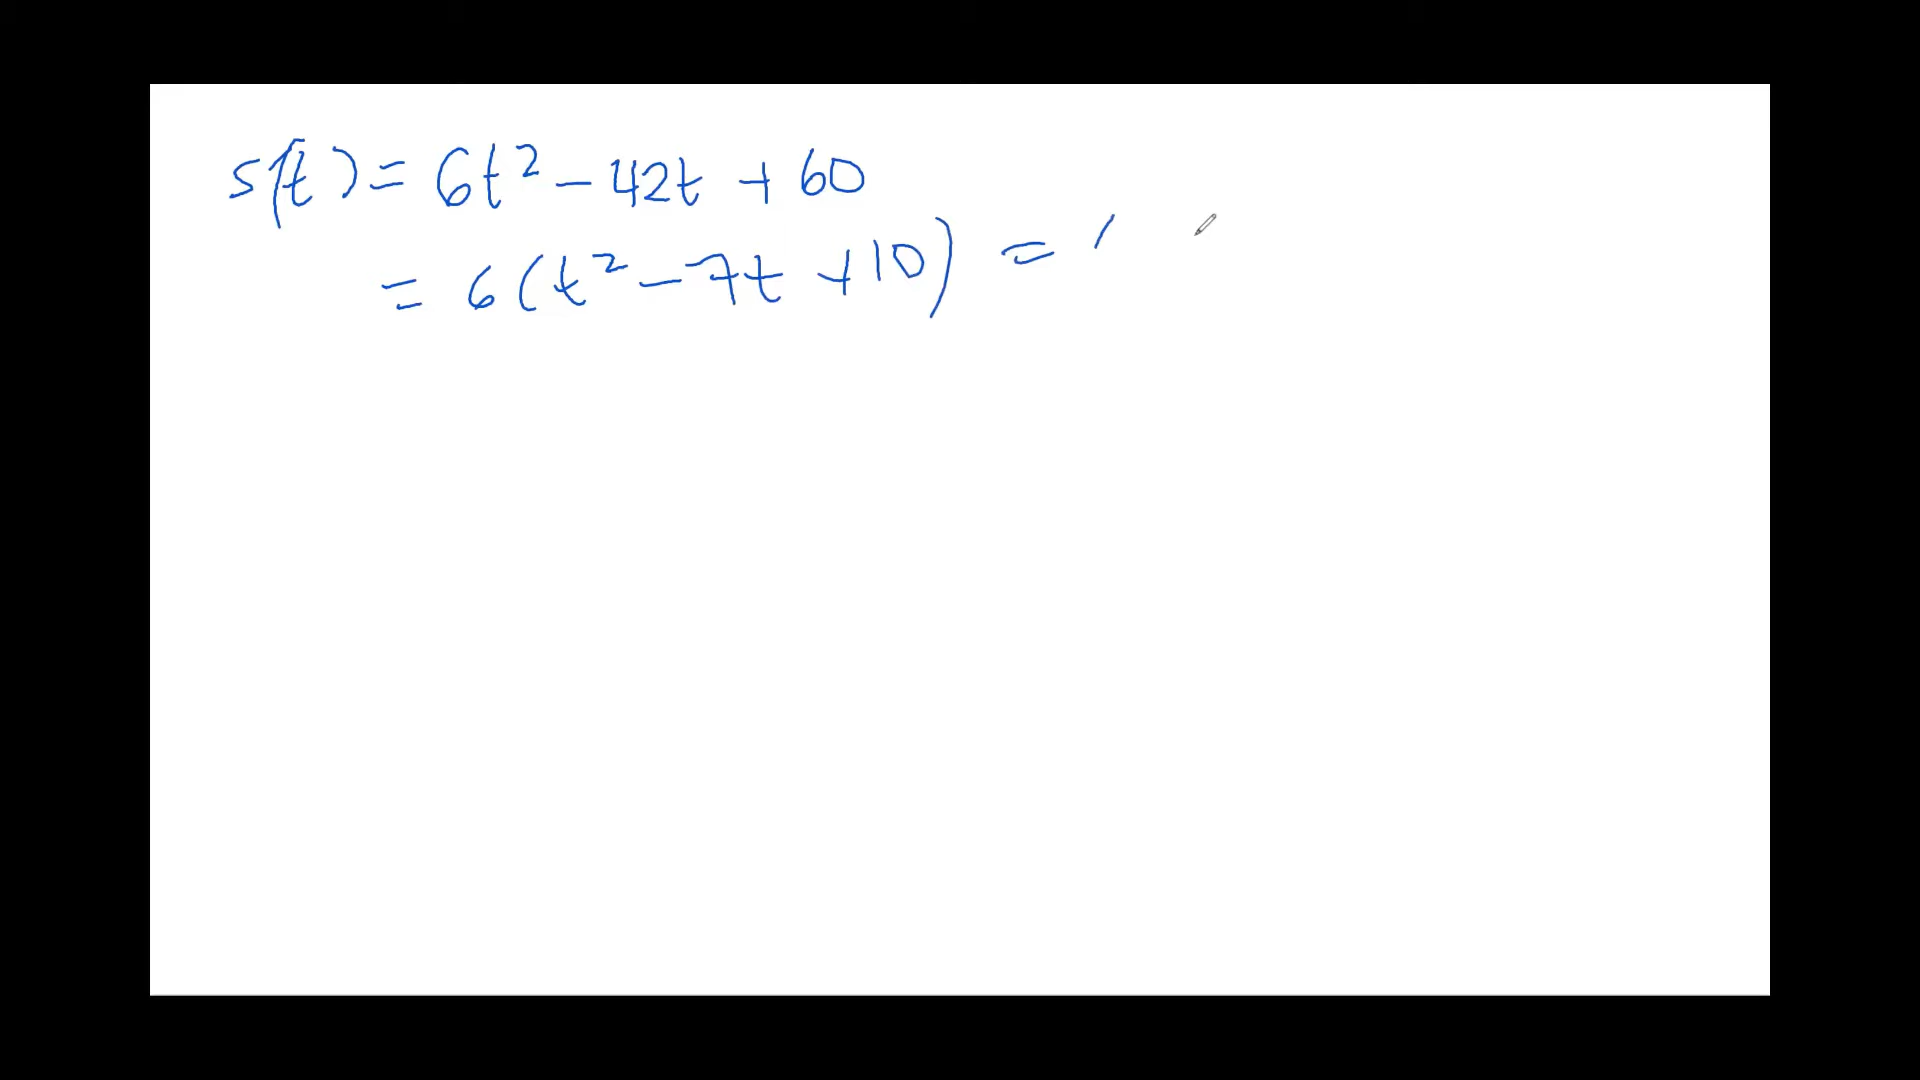 s(t) = 6t² - 42t + 60
= 6(t² - 7t + 10) =